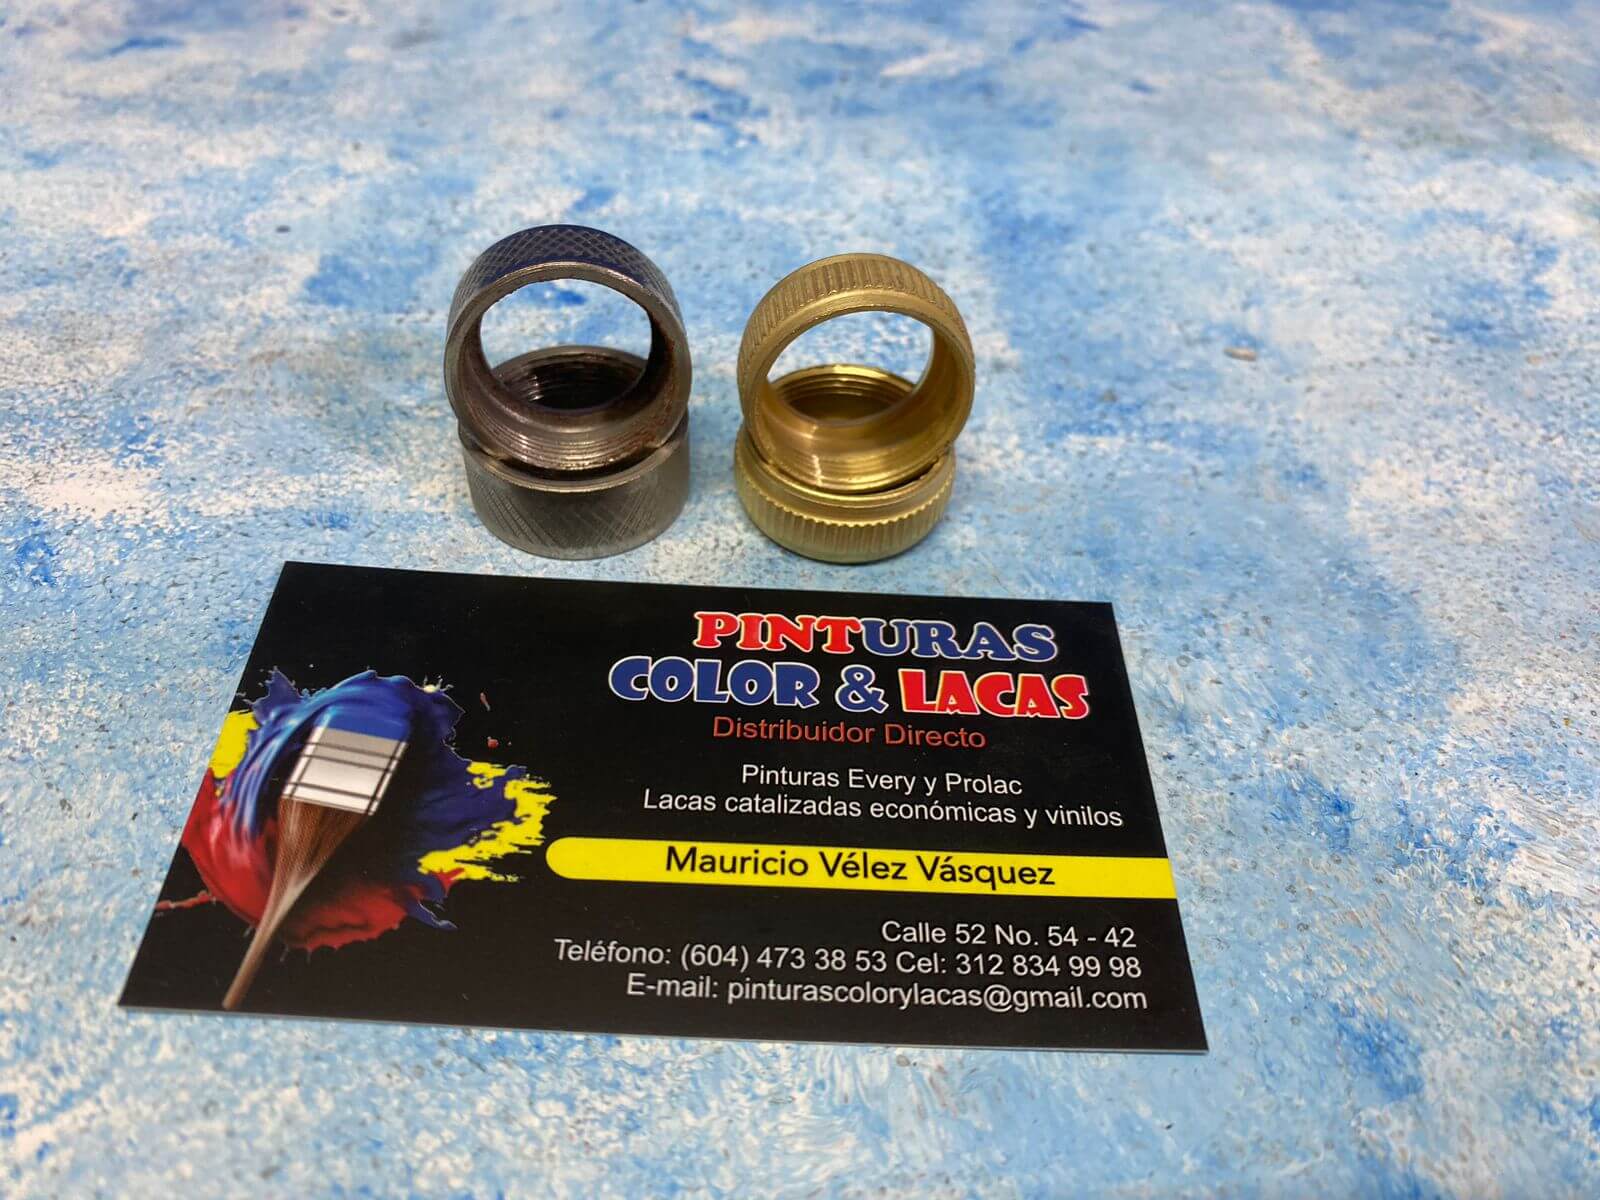 PINTURAS
COLOR & LACAS
Distribuidor Directo
Pinturas Every y Prolac
Lacas catalizadas económicas y vinilos
Mauricio Vélez Vásquez
Calle 52 No. 54 - 42
Teléfono: (604) 473 38 53 Cel: 312 834 99 98
E-mail: pinturascolorylacas@gmail.com